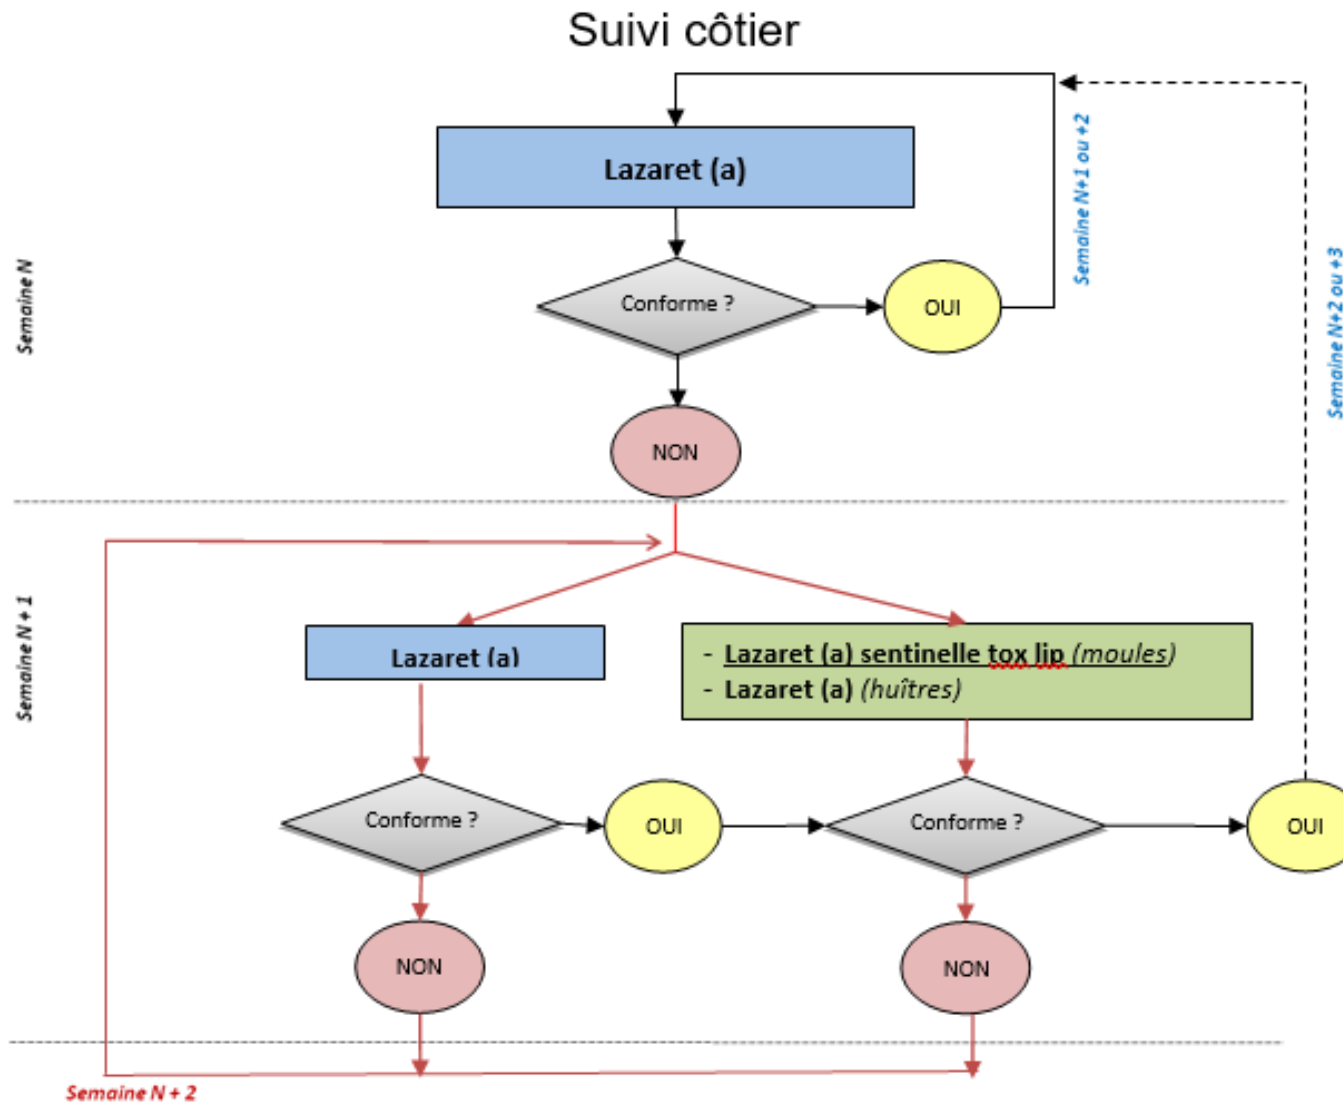 Suivi côtier
Lazaret (a)
Semaine N+1 ou +2
Semaine N
Conforme ?
OUI
Semaine N+2 ou +3
NON
Semaine N + 1
Lazaret (a)
- Lazaret (a) sentinelle tox lip (moules)
- Lazaret (a) (huîtres)
Conforme ?
OUI
Conforme ?
OUI
NON
NON
Semaine N + 2